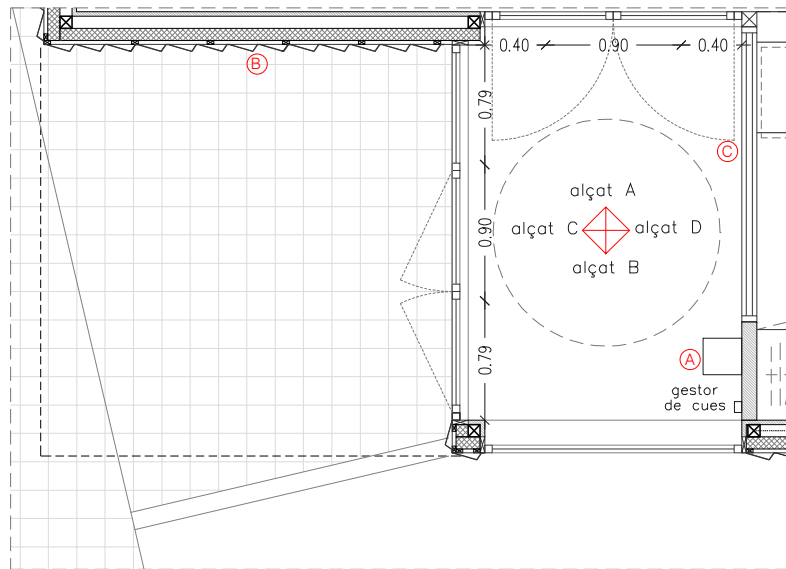 0.40 0.90 0.40
B
0.79
C
alçat A
alçat C alçat D
0.90
alçat B
0.79
A
gestor
de cues